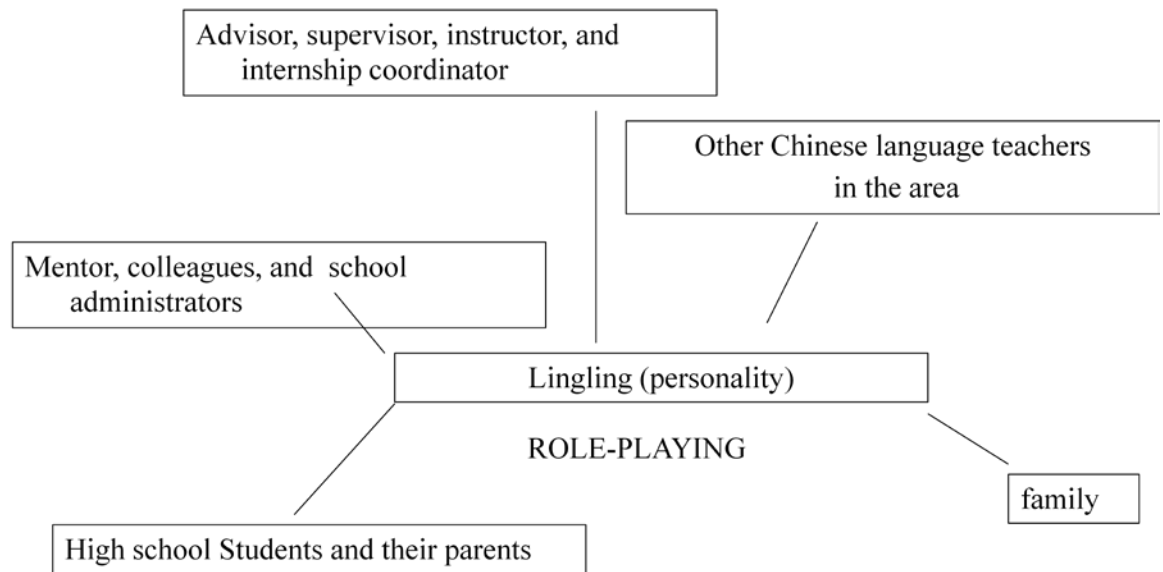 Advisor, supervisor, instructor, and
internship coordinator
Other Chinese language teachers
in the area
Mentor, colleagues, and school
administrators
Lingling (personality)
ROLE-PLAYING
family
High school Students and their parents